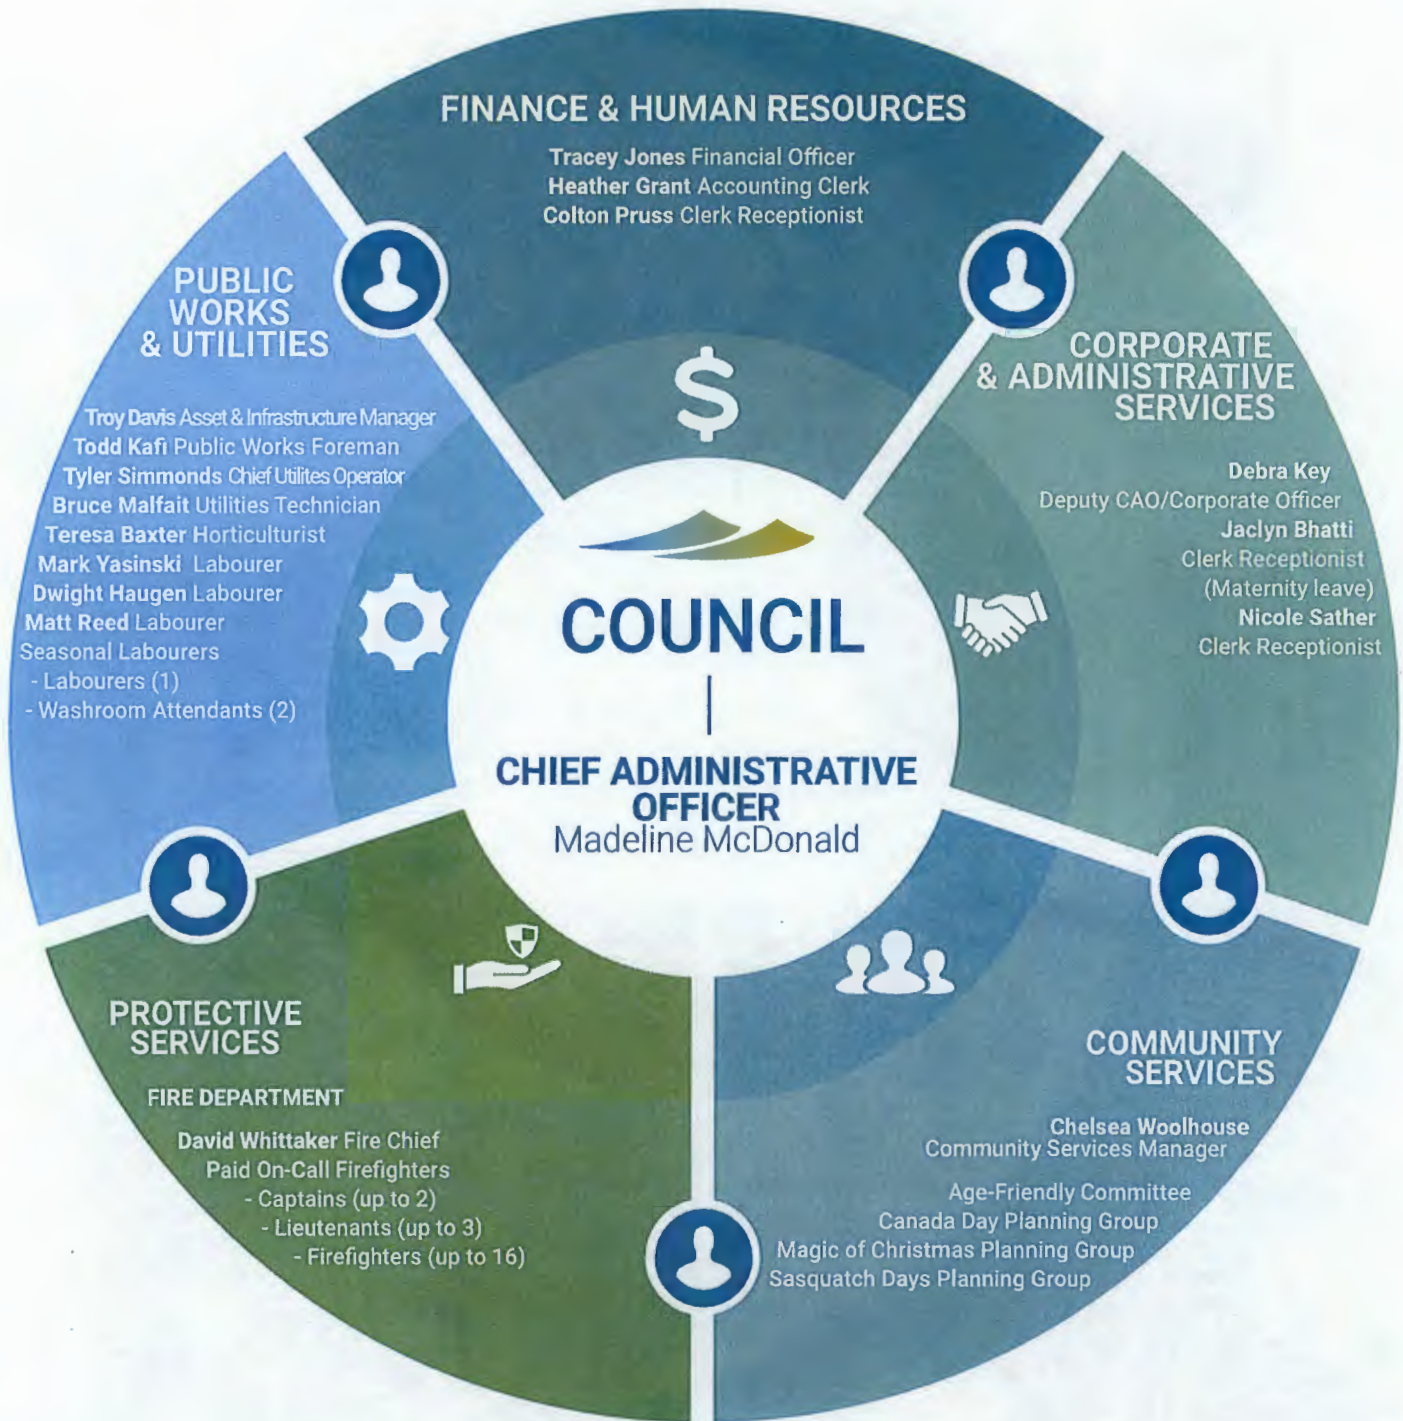 FINANCE & HUMAN RESOURCES
Tracey Jones Financial Officer
Heather Grant Accounting Clerk
Colton Pruss Clerk Receptionist
PUBLIC
WORKS
& UTILITIES
Troy Davis Asset & Infrastructure Manager
Todd Kafi Public Works Foreman
Tyler Simmonds Chief Utilites Operator
Bruce Malfait Utilities Technician
Teresa Baxter Horticulturist
Mark Yasinski Labourer
Dwight Haugen Labourer
Matt Reed Labourer
Seasonal Labourers
- Labourers (1)
- Washroom Attendants (2)
CORPORATE
& ADMINISTRATIVE
SERVICES
Debra Key
Deputy CAO/Corporate Officer
Jaclyn Bhatti
Clerk Receptionist
(Maternity leave)
Nicole Sather
Clerk Receptionist
$
COUNCIL
CHIEF ADMINISTRATIVE
OFFICER
Madeline McDonald
PROTECTIVE
SERVICES
FIRE DEPARTMENT
David Whittaker Fire Chief
Paid On-Call Firefighters
- Captains (up to 2)
- Lieutenants (up to 3)
- Firefighters (up to 16)
COMMUNITY
SERVICES
Chelsea Woolhouse
Community Services Manager
Age-Friendly Committee
Canada Day Planning Group
Magic of Christmas Planning Group
Sasquatch Days Planning Group